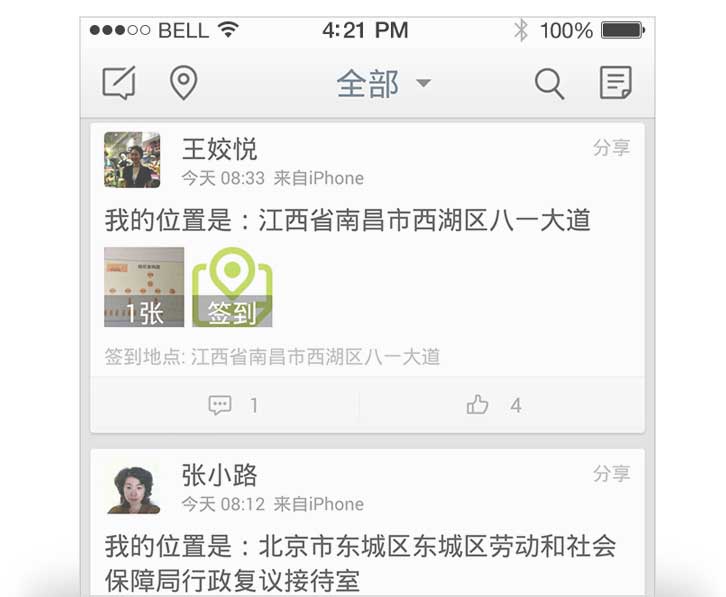 BELL 4:21 PM 100%
全部
王姣悦 分享
今天 08:33 来自iPhone
我的位置是：江西省南昌市西湖区八一大道
1张 签到
签到地点: 江西省南昌市西湖区八一大道
1 4
张小路 分享
今天 08:12 来自iPhone
我的位置是：北京市东城区东城区劳动和社会
保障局行政复议接待室